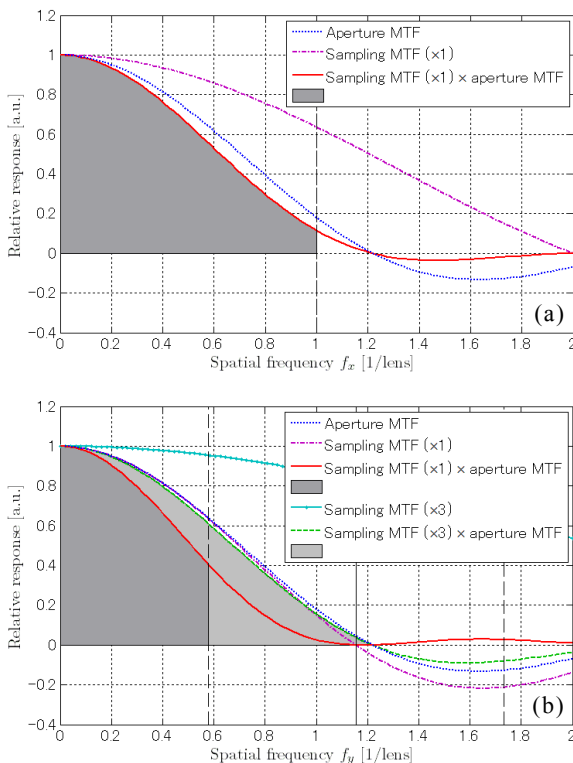 1.2
1
0.8
0.6
0.4
0.2
0
−0.2
−0.4
Relative response [a.u.]
Aperture MTF
Sampling MTF (×1)
Sampling MTF (×1) × aperture MTF
(a)
0 0.2 0.4 0.6 0.8 1 1.2 1.4 1.6 1.8 2
Spatial frequency fx [1/lens]
1.2
1
0.8
0.6
0.4
0.2
0
−0.2
−0.4
Relative response [a.u.]
Aperture MTF
Sampling MTF (×1)
Sampling MTF (×1) × aperture MTF
Sampling MTF (×3)
Sampling MTF (×3) × aperture MTF
(b)
0 0.2 0.4 0.6 0.8 1 1.2 1.4 1.6 1.8 2
Spatial frequency fy [1/lens]